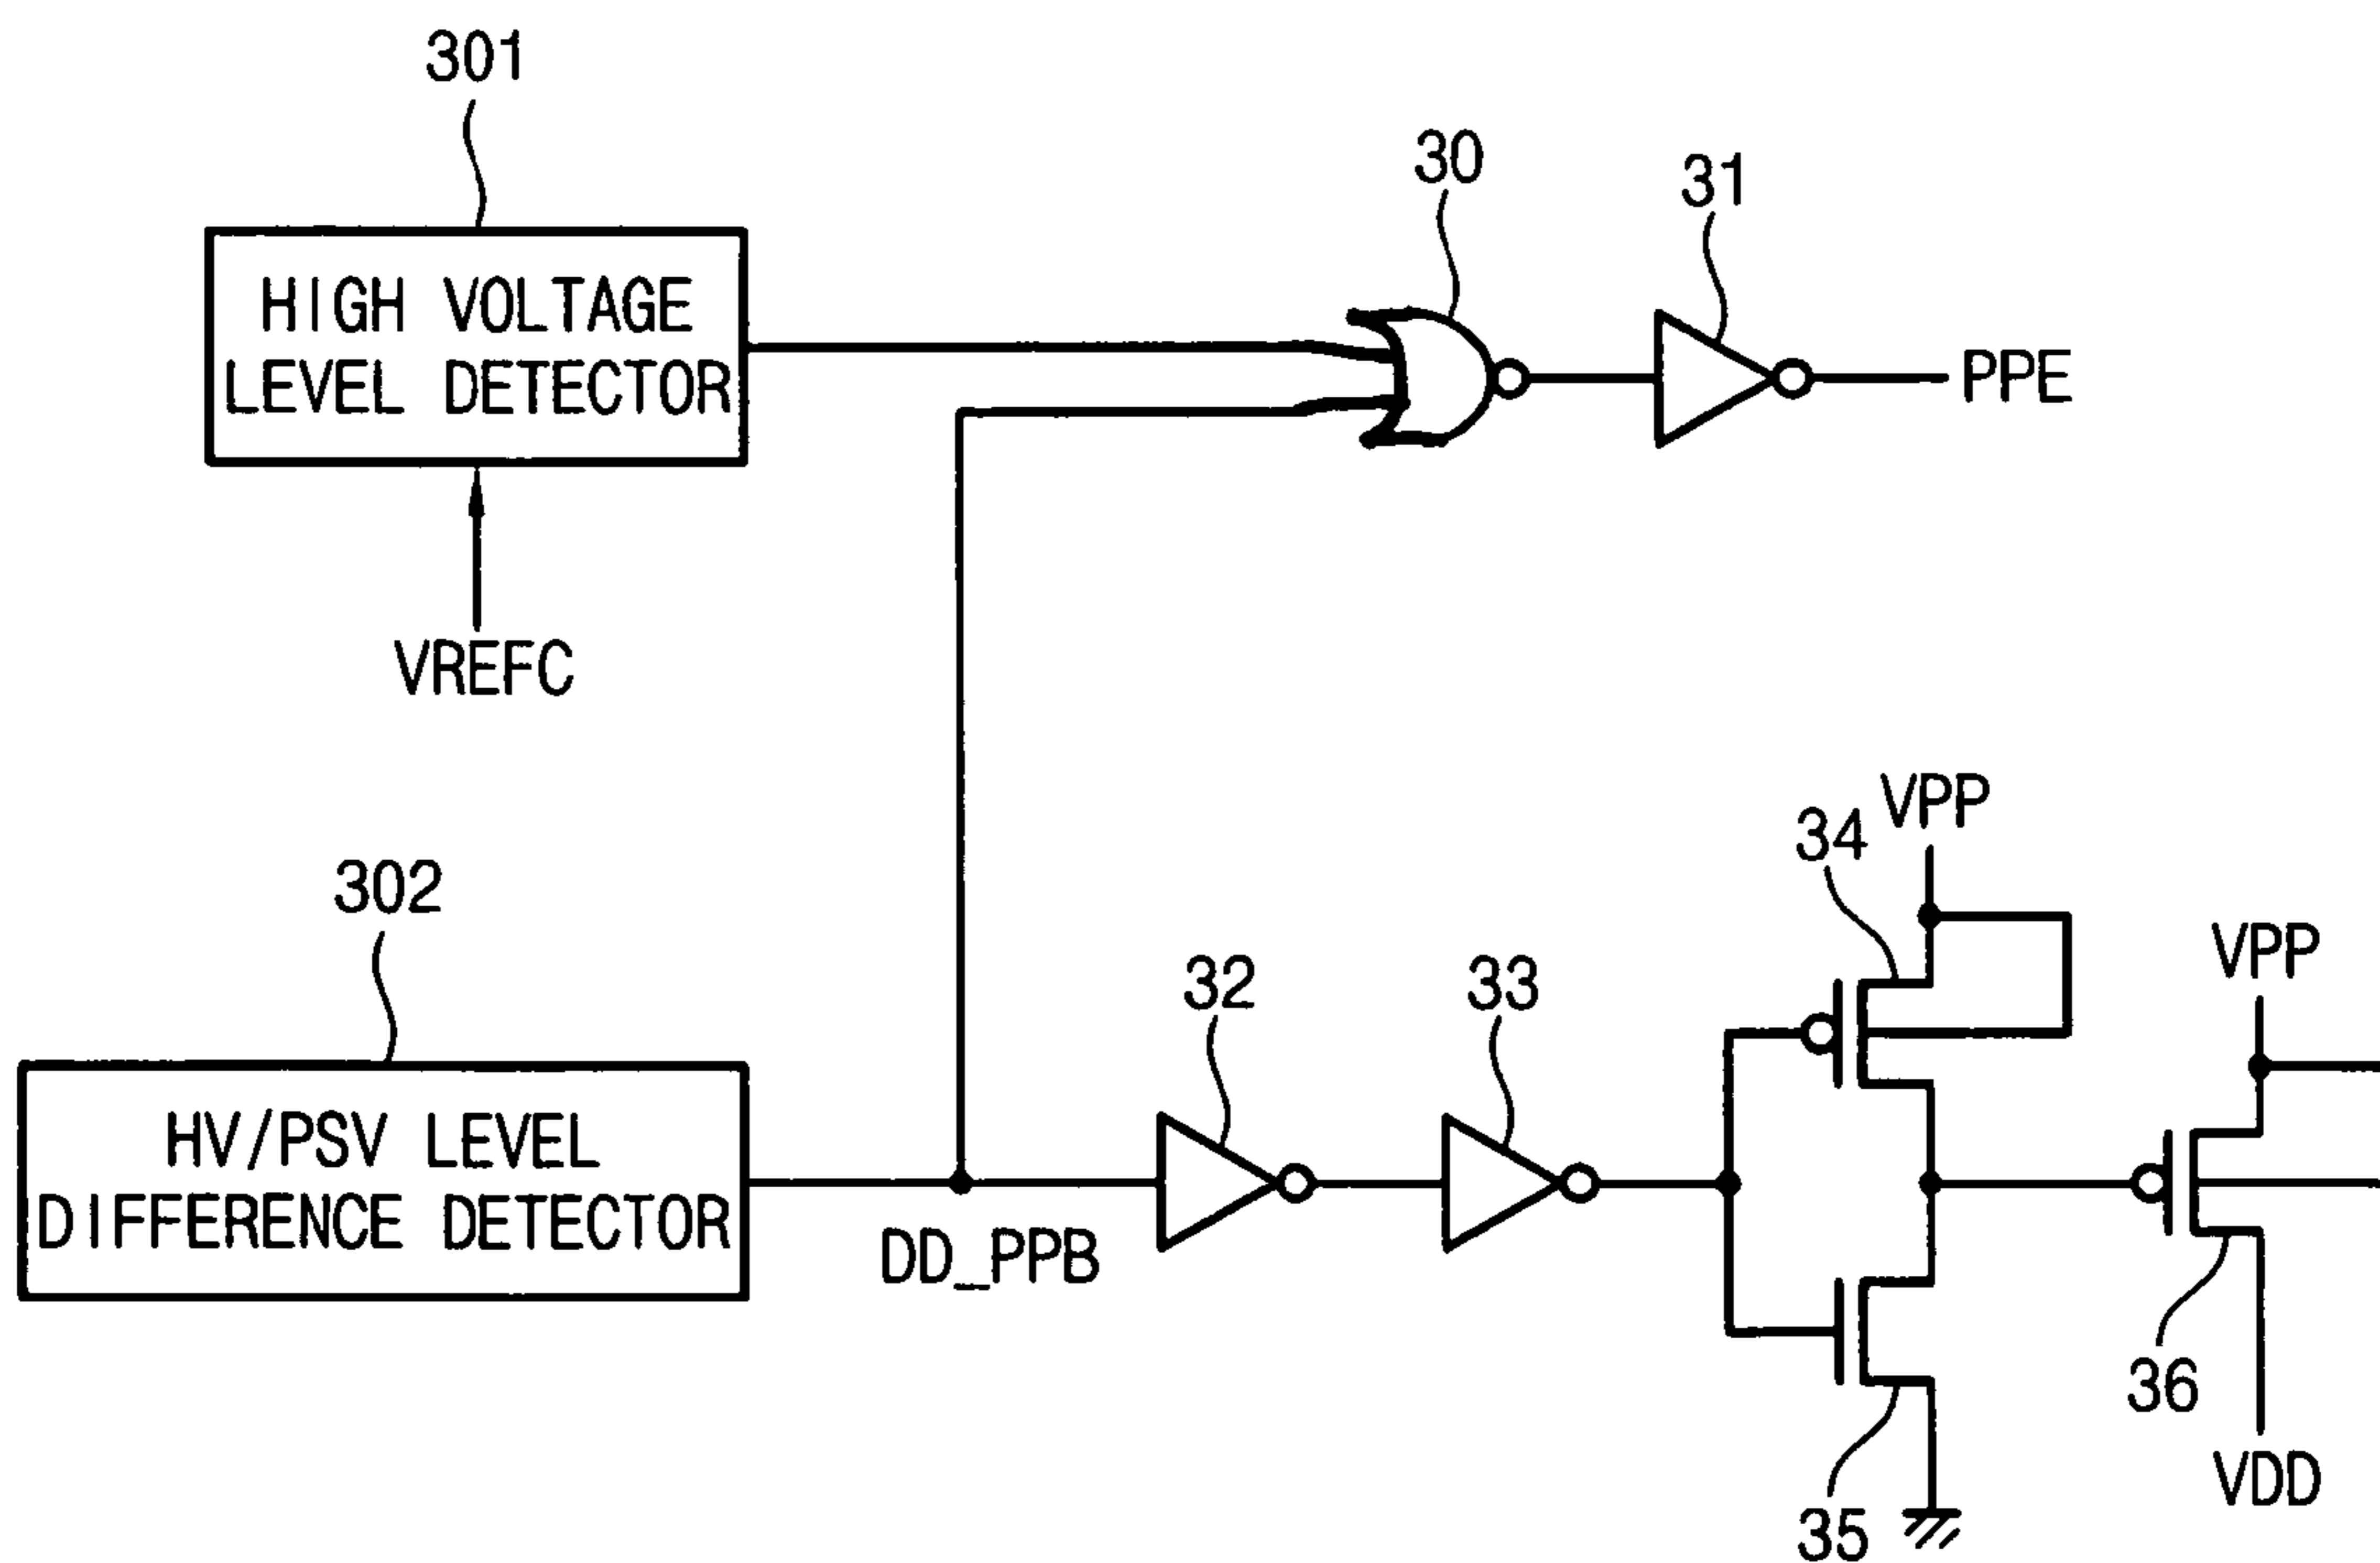 301
30
31
HIGH VOLTAGE
LEVEL DETECTOR
PPE
VREFC
VPP
34
302
VPP
32
33
HV/PSV LEVEL
DIFFERENCE DETECTOR
DD_PPB
36
VDD
35